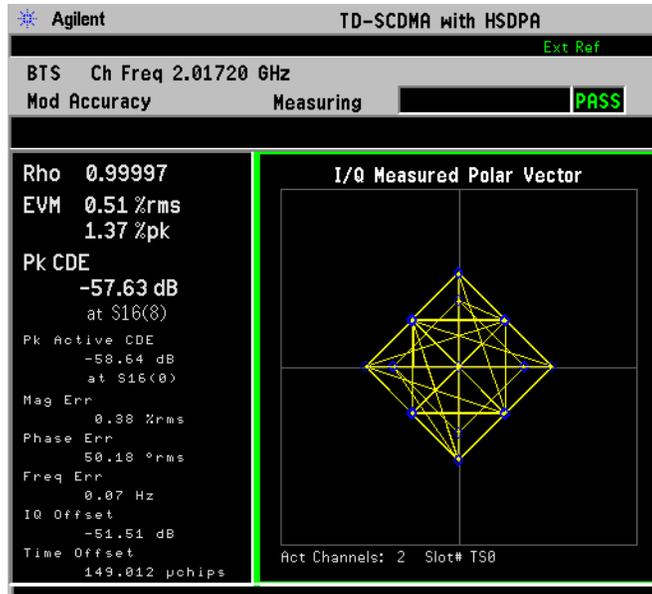 Agilent TD-SCDMA with HSDPA
Ext Ref
BTS Ch Freq 2.01720 GHz
Mod Accuracy Measuring PASS
Rho 0.99997
EVM 0.51 %rms
1.37 %pk
Pk CDE
-57.63 dB
at S16(8)
Pk Active CDE
-58.64 dB
at S16(0)
Mag Err
0.38 %rms
Phase Err
50.18 °rms
Freq Err
0.07 Hz
IQ Offset
-51.51 dB
Time Offset
149.012 µchips
I/Q Measured Polar Vector
Act Channels: 2 Slot# TS0